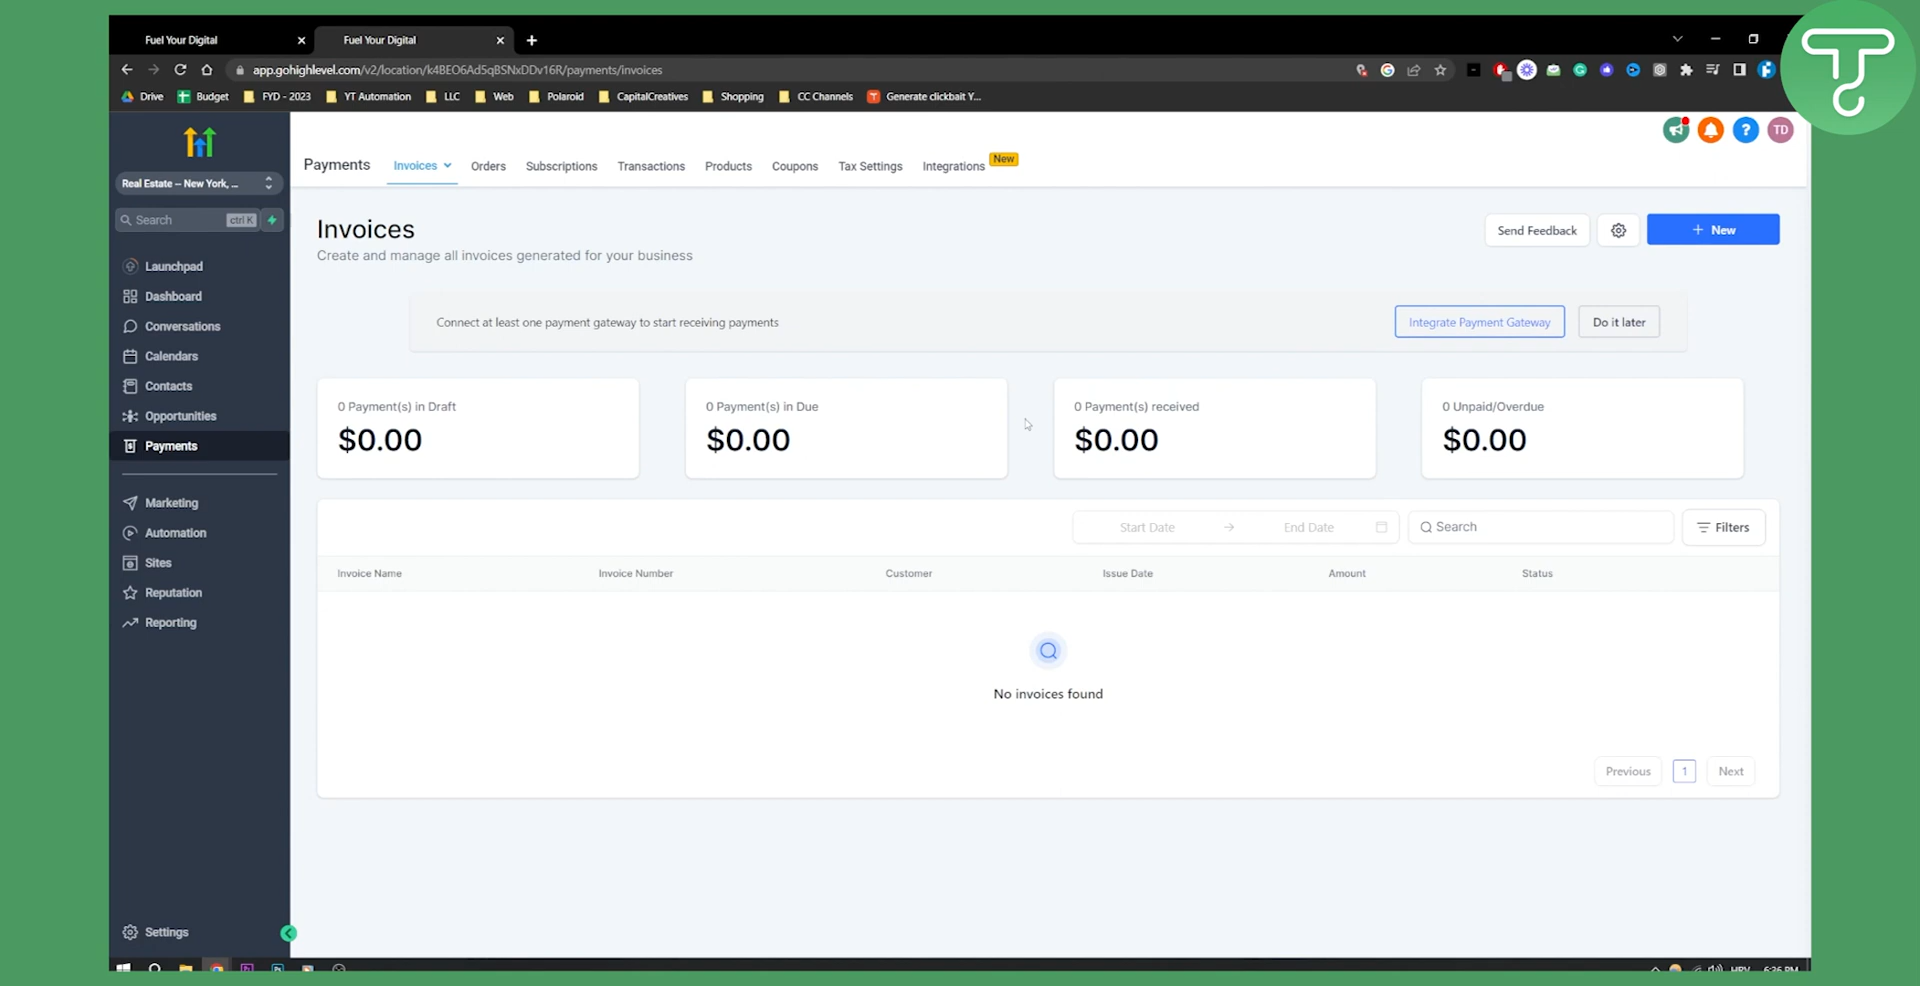 Fuel Your Digital
Fuel Your Digital
app.gohighlevel.com/v2/location/k4BEO6Ad5qBSNxDDv16R/payments/invoices
Drive Budget FYD - 2023 YT Automation LLC Web Polaroid CapitalCreatives Shopping CC Channels Generate clickbait Y...
Real Estate -- New York, ...
Search ctrl K
Launchpad
Dashboard
Conversations
Calendars
Contacts
Opportunities
Payments
Marketing
Automation
Sites
Reputation
Reporting
Settings
TD
Payments Invoices Orders Subscriptions Transactions Products Coupons Tax Settings Integrations New
Invoices
Create and manage all invoices generated for your business
Send Feedback
+ New
Connect at least one payment gateway to start receiving payments
Integrate Payment Gateway
Do it later
0 Payment(s) in Draft
$0.00
0 Payment(s) in Due
$0.00
0 Payment(s) received
$0.00
0 Unpaid/Overdue
$0.00
Start Date → End Date
Search
Filters
Invoice Name Invoice Number Customer Issue Date Amount Status
No invoices found
Previous 1 Next
HRV 6:36 PM